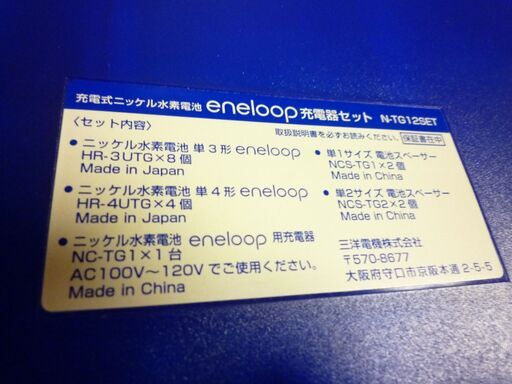 充電式ニッケル水素電池 eneloop 充電器セット N-TG12SET
〈セット内容〉
取扱説明書を必ずお読みください。 保証書在中
● ニッケル水素電池 単3形 eneloop
HR-3UTG×8個
Made in Japan
● ニッケル水素電池 単4形 eneloop
HR-4UTG×4個
Made in Japan
● ニッケル水素電池 eneloop 用充電器
NC-TG1×1台
AC100V～120Vでご使用ください。
Made in China
● 単1サイズ 電池スペーサー
NCS-TG1×2個
Made in China
● 単2サイズ 電池スペーサー
NCS-TG2×2個
Made in China
三洋電機株式会社
〒570-8677
大阪府守口市京阪本通2-5-5